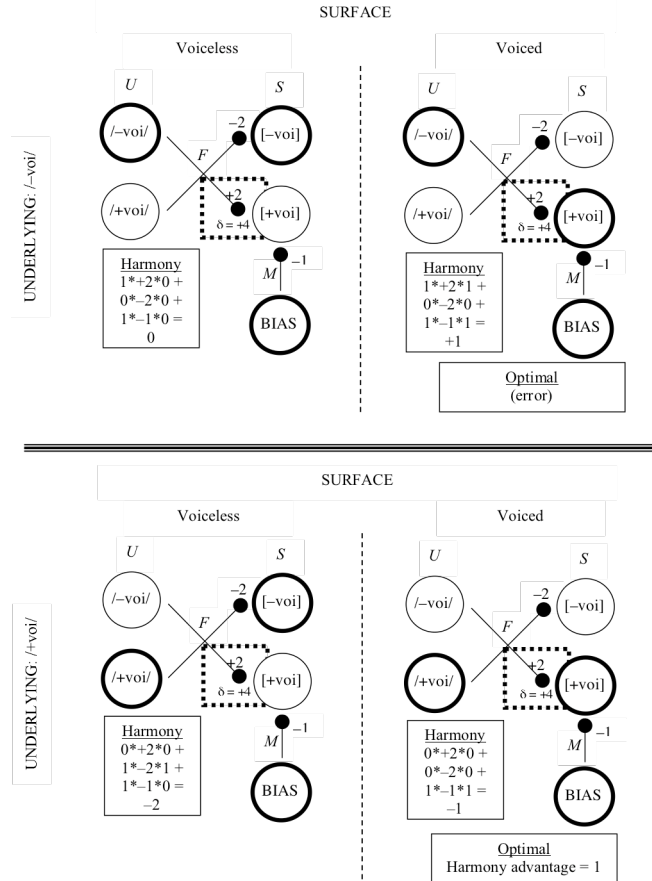 SURFACE
Voiceless
Voiced
UNDERLYING: /–voi/
U
S
/–voi/
–2
[–voi]
F
/+voi/
+2
δ = +4
[+voi]
–1
M
BIAS
Harmony
1*+2*0 +
0*–2*0 +
1*–1*0 =
0
U
S
/–voi/
–2
[–voi]
F
/+voi/
+2
δ = +4
[+voi]
–1
M
BIAS
Harmony
1*+2*1 +
0*–2*0 +
1*–1*1 =
+1
Optimal
(error)
SURFACE
Voiceless
Voiced
UNDERLYING: /+voi/
U
S
/–voi/
–2
[–voi]
F
/+voi/
+2
δ = +4
[+voi]
–1
M
BIAS
Harmony
0*+2*0 +
1*–2*1 +
1*–1*0 =
–2
U
S
/–voi/
–2
[–voi]
F
/+voi/
+2
δ = +4
[+voi]
–1
M
BIAS
Harmony
0*+2*0 +
0*–2*0 +
1*–1*1 =
–1
Optimal
Harmony advantage = 1